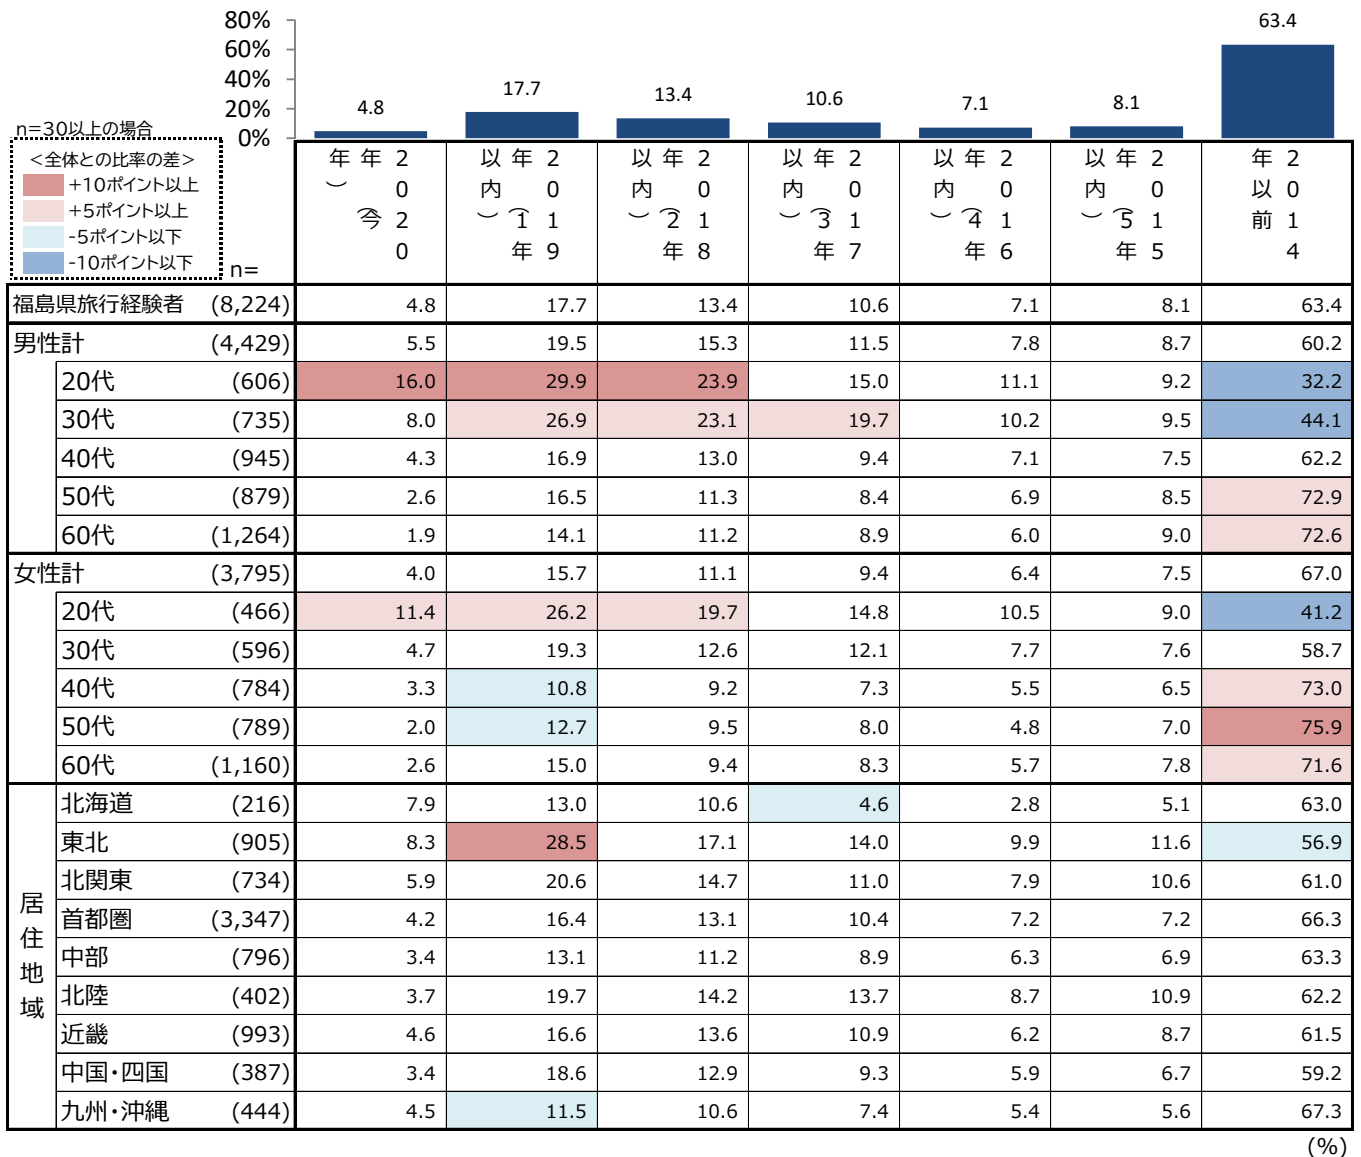 80%
60%
40%
20%
0%
4.8 17.7 13.4 10.6 7.1 8.1 63.4
n=30以上の場合
<全体との比率の差>
+10ポイント以上
+5ポイント以上
-5ポイント以下
-10ポイント以下
n=
2020年(今年)
2019年(1年以内)
2018年(2年以内)
2017年(3年以内)
2016年(4年以内)
2015年(5年以内)
2014年以前
福島県旅行経験者 (8,224) 4.8 17.7 13.4 10.6 7.1 8.1 63.4
男性計 (4,429) 5.5 19.5 15.3 11.5 7.8 8.7 60.2
20代 (606) 16.0 29.9 23.9 15.0 11.1 9.2 32.2
30代 (735) 8.0 26.9 23.1 19.7 10.2 9.5 44.1
40代 (945) 4.3 16.9 13.0 9.4 7.1 7.5 62.2
50代 (879) 2.6 16.5 11.3 8.4 6.9 8.5 72.9
60代 (1,264) 1.9 14.1 11.2 8.9 6.0 9.0 72.6
女性計 (3,795) 4.0 15.7 11.1 9.4 6.4 7.5 67.0
20代 (466) 11.4 26.2 19.7 14.8 10.5 9.0 41.2
30代 (596) 4.7 19.3 12.6 12.1 7.7 7.6 58.7
40代 (784) 3.3 10.8 9.2 7.3 5.5 6.5 73.0
50代 (789) 2.0 12.7 9.5 8.0 4.8 7.0 75.9
60代 (1,160) 2.6 15.0 9.4 8.3 5.7 7.8 71.6
居住地域
北海道 (216) 7.9 13.0 10.6 4.6 2.8 5.1 63.0
東北 (905) 8.3 28.5 17.1 14.0 9.9 11.6 56.9
北関東 (734) 5.9 20.6 14.7 11.0 7.9 10.6 61.0
首都圏 (3,347) 4.2 16.4 13.1 10.4 7.2 7.2 66.3
中部 (796) 3.4 13.1 11.2 8.9 6.3 6.9 63.3
北陸 (402) 3.7 19.7 14.2 13.7 8.7 10.9 62.2
近畿 (993) 4.6 16.6 13.6 10.9 6.2 8.7 61.5
中国・四国 (387) 3.4 18.6 12.9 9.3 5.9 6.7 59.2
九州・沖縄 (444) 4.5 11.5 10.6 7.4 5.4 5.6 67.3
(%)